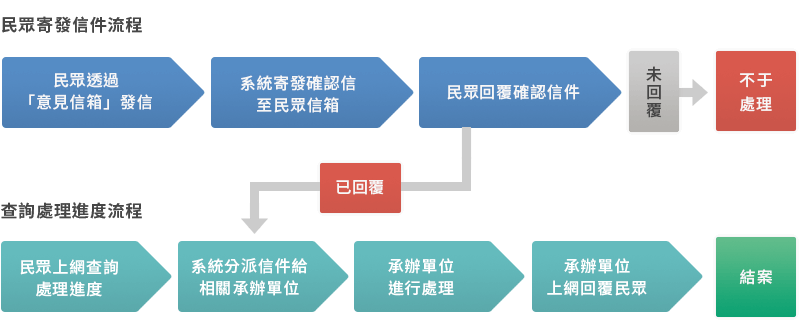 民眾寄發信件流程
民眾透過
「意見信箱」發信
系統寄發確認信
至民眾信箱
民眾回覆確認信件
未
回
覆
不于
處理
已回覆
查詢處理進度流程
民眾上網查詢
處理進度
系統分派信件給
相關承辦單位
承辦單位
進行處理
承辦單位
上網回覆民眾
結案